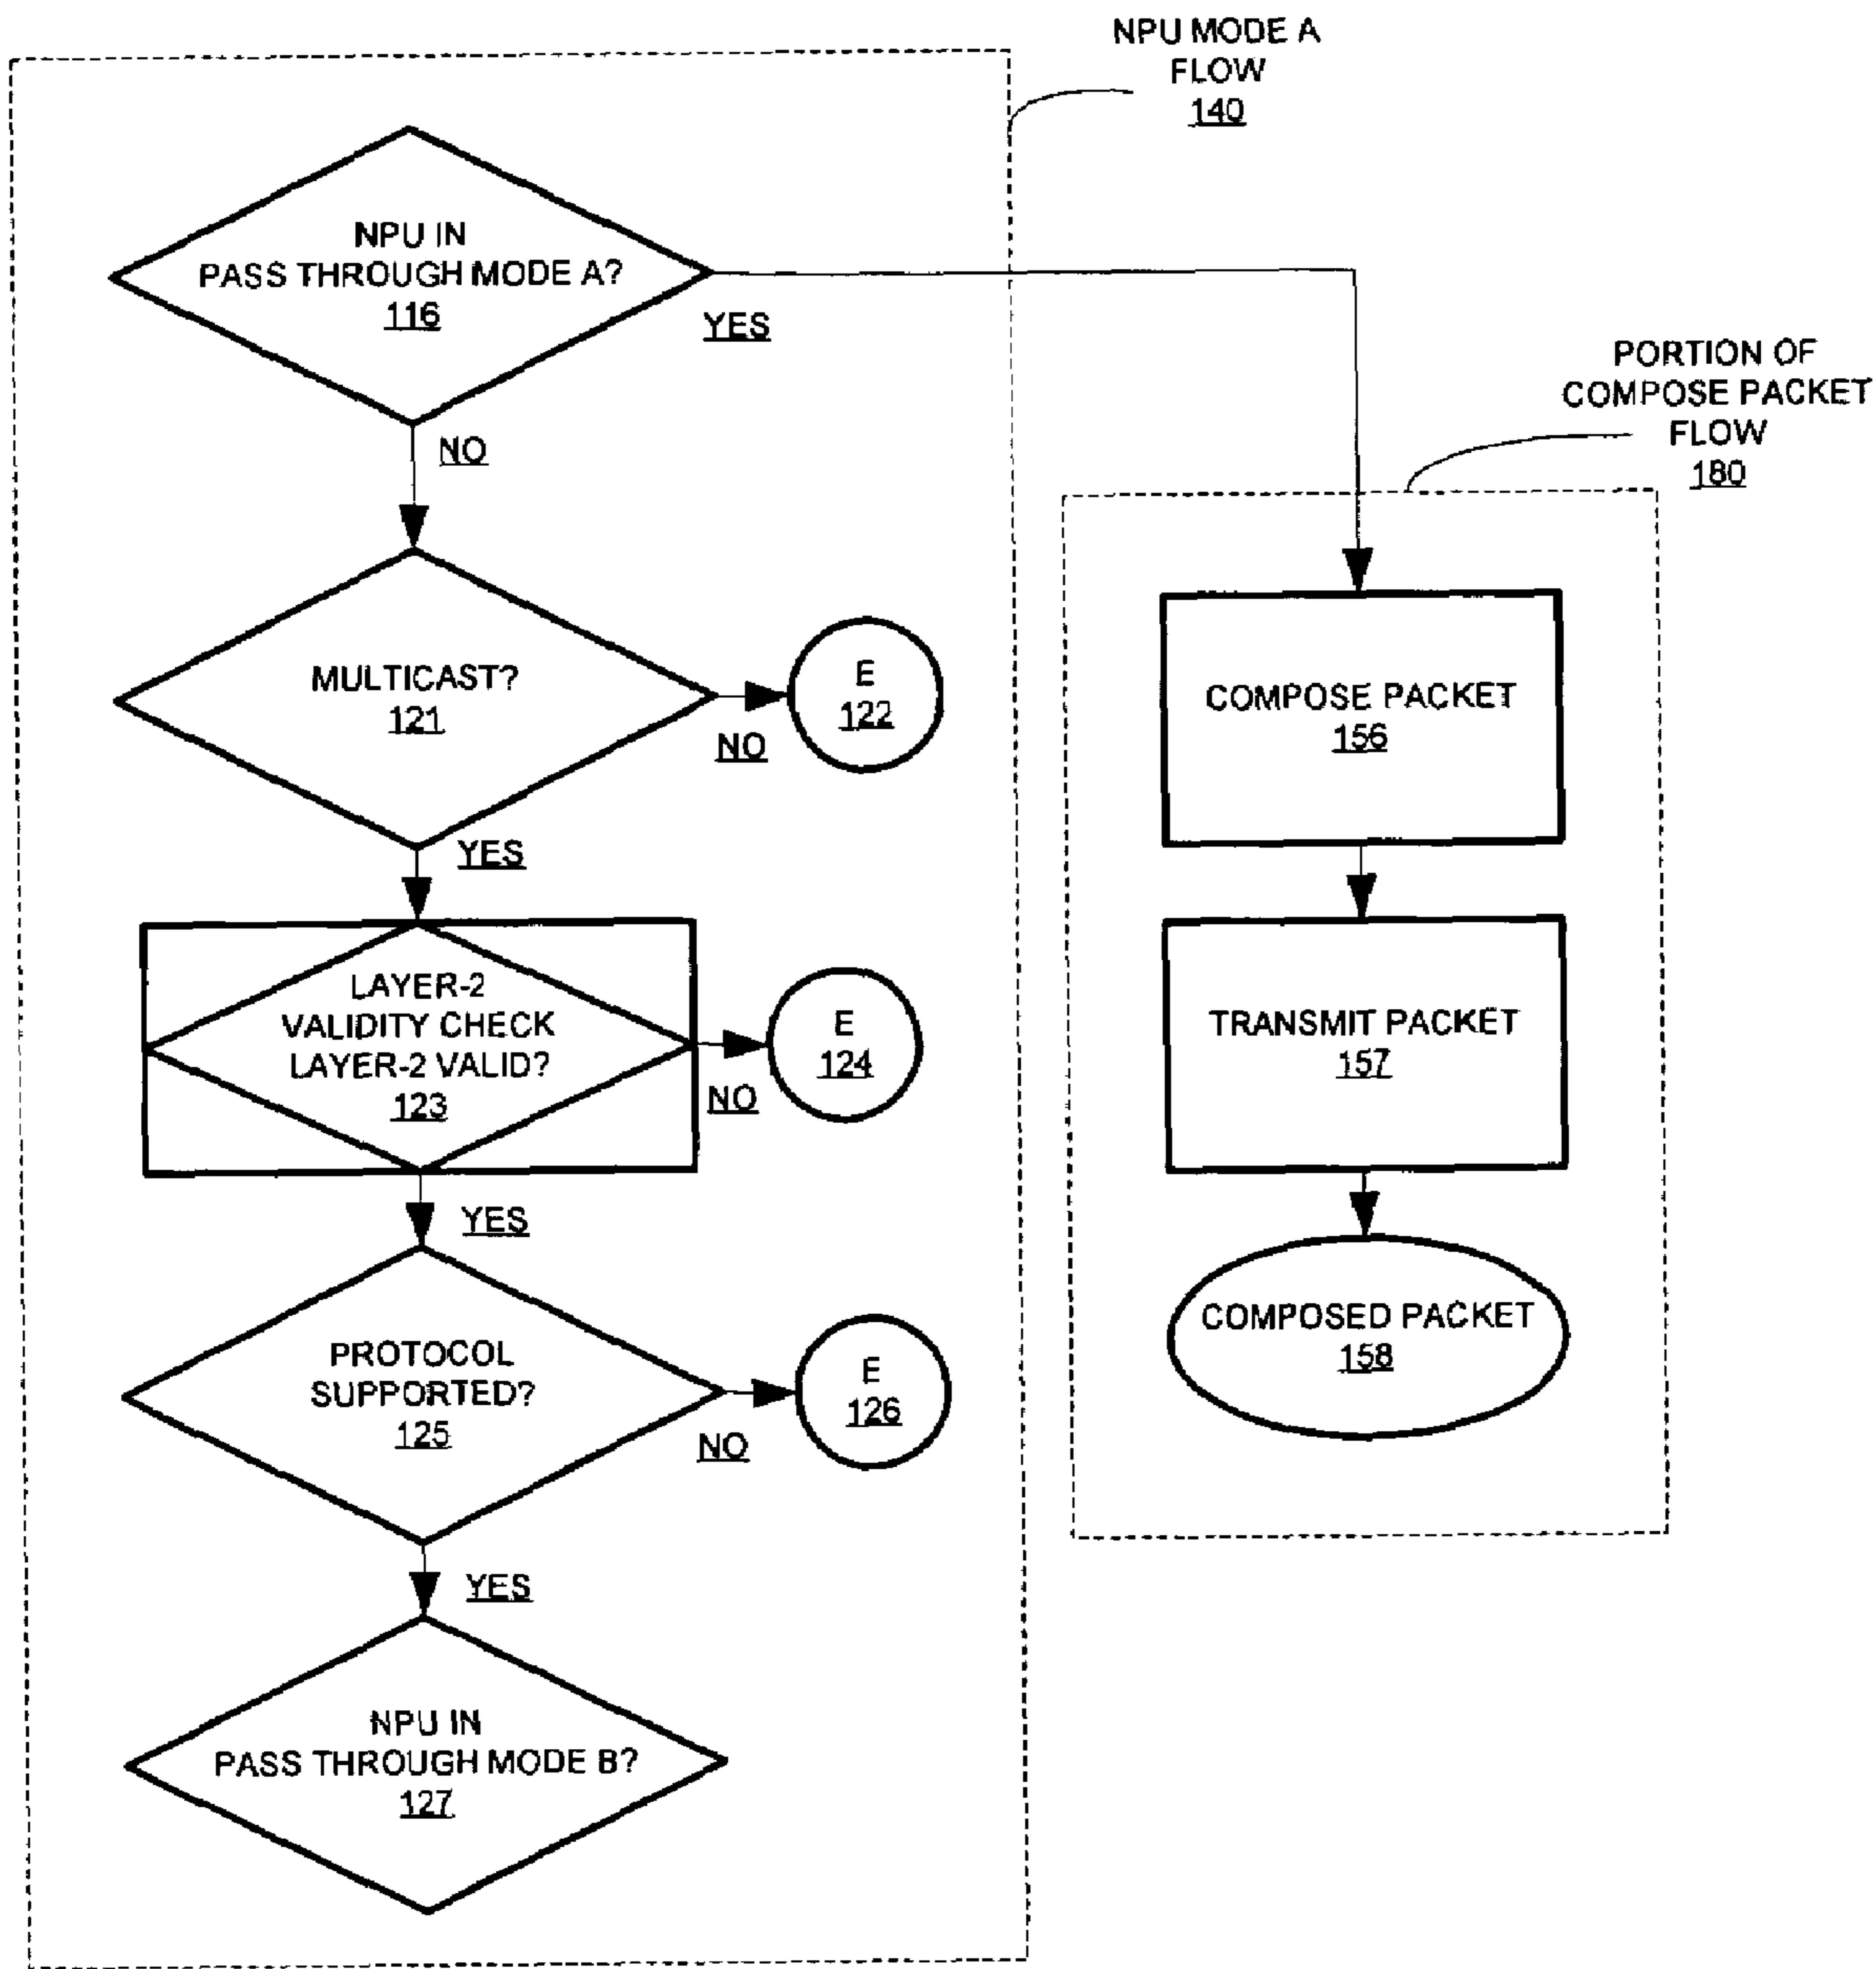 NPU MODE A
FLOW
140
NPU IN
PASS THROUGH MODE A?
116
YES
NO
PORTION OF
COMPOSE PACKET
FLOW
180
MULTICAST?
121
NO
E
122
YES
COMPOSE PACKET
156
LAYER-2
VALIDITY CHECK
LAYER-2 VALID?
123
NO
E
124
YES
TRANSMIT PACKET
157
PROTOCOL
SUPPORTED?
125
NO
E
126
YES
COMPOSED PACKET
158
NPU IN
PASS THROUGH MODE B?
127